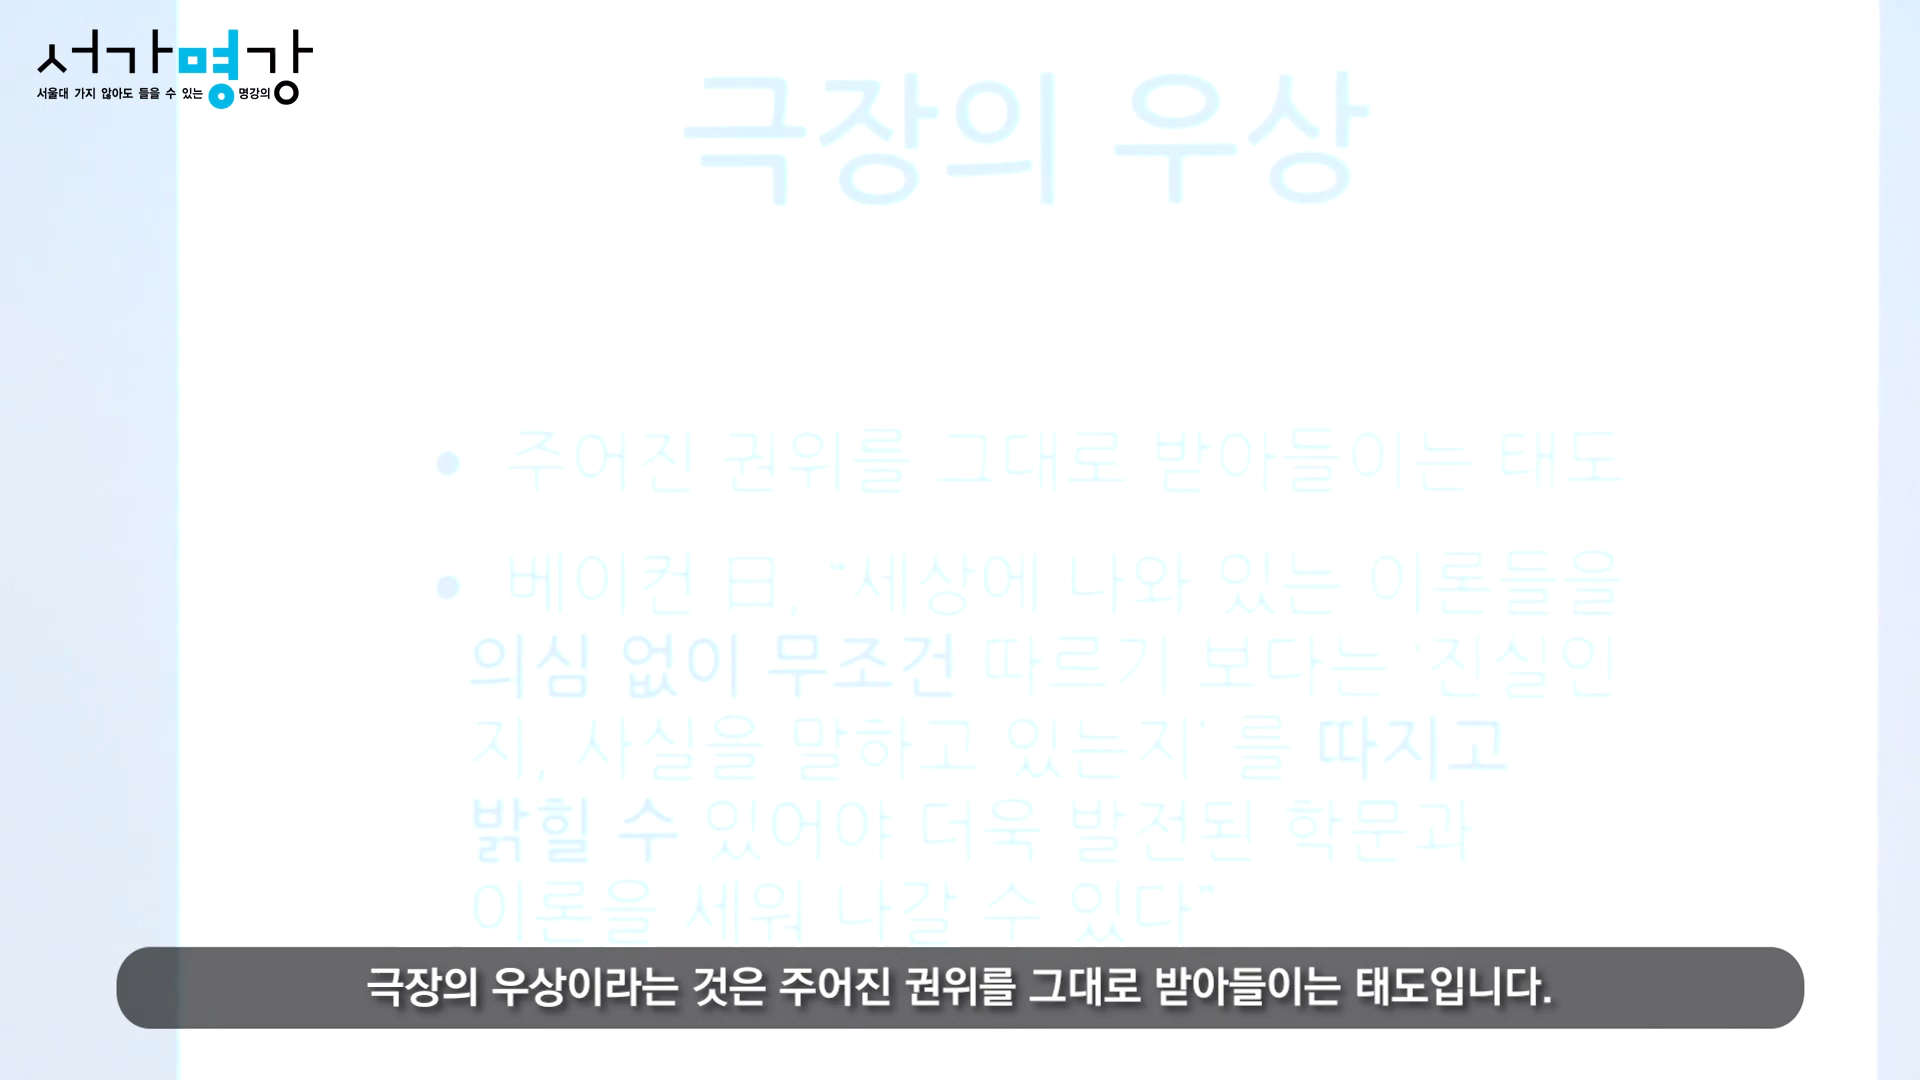 서가명강
서울대 가지 않아도 들을 수 있는 명강의
극장의 우상
• 주어진 권위를 그대로 받아들이는 태도
• 베이컨 曰, “세상에 나와 있는 이론들을
의심 없이 무조건 따르기 보다는 ‘진실인
지, 사실을 말하고 있는지’ 를 따지고
밝힐 수 있어야 더욱 발전된 학문과
이론을 세워 나갈 수 있다”
극장의 우상이라는 것은 주어진 권위를 그대로 받아들이는 태도입니다.